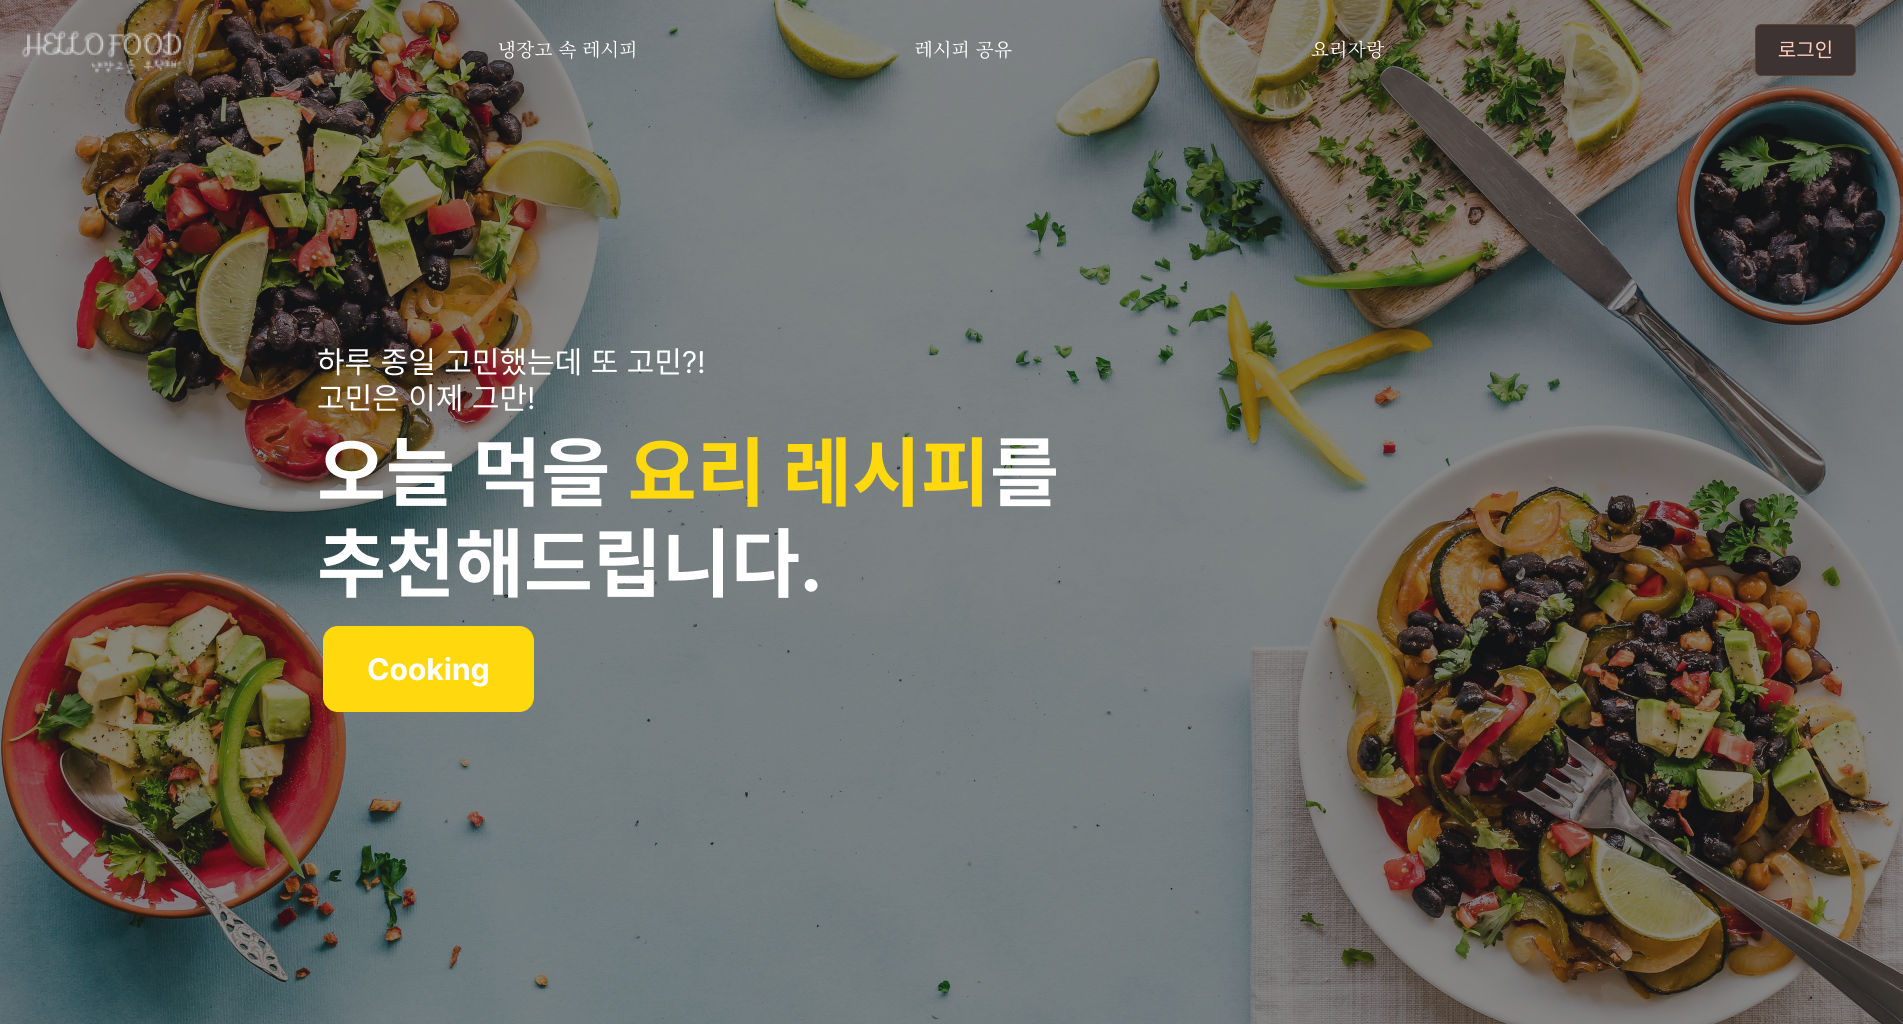 HELLO FOOD
냉장고 속 레시피
레시피 공유
요리자랑
로그인
하루 종일 고민했는데 또 고민?!
고민은 이제 그만!
오늘 먹을 요리 레시피를
추천해드립니다.
Cooking